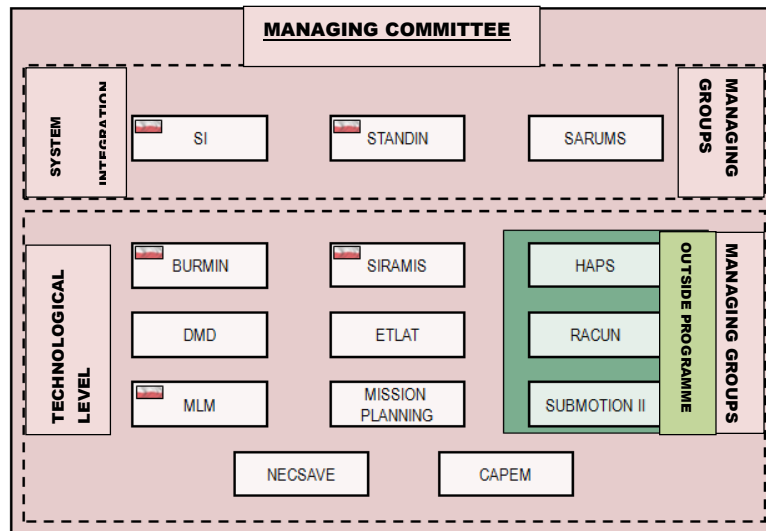 MANAGING COMMITTEE
SYSTEM
INTEGRATION
SI
STANDIN
SARUMS
MANAGING
GROUPS
TECHNOLOGICAL
LEVEL
BURMIN
SIRAMIS
HAPS
DMD
ETLAT
RACUN
MLM
MISSION
PLANNING
SUBMOTION II
OUTSIDE PROGRAMME
MANAGING GROUPS
NECSAVE
CAPEM